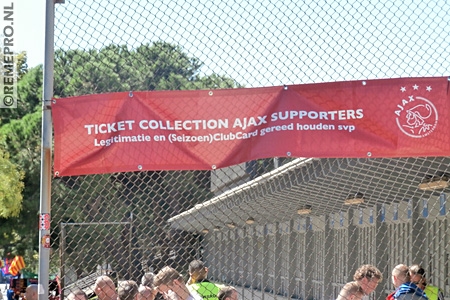 ©REMEPRO.NL
TICKET COLLECTION AJAX SUPPORTERS
Legitimatie en (Seizoen)ClubCard gereed houden svp
AJAX